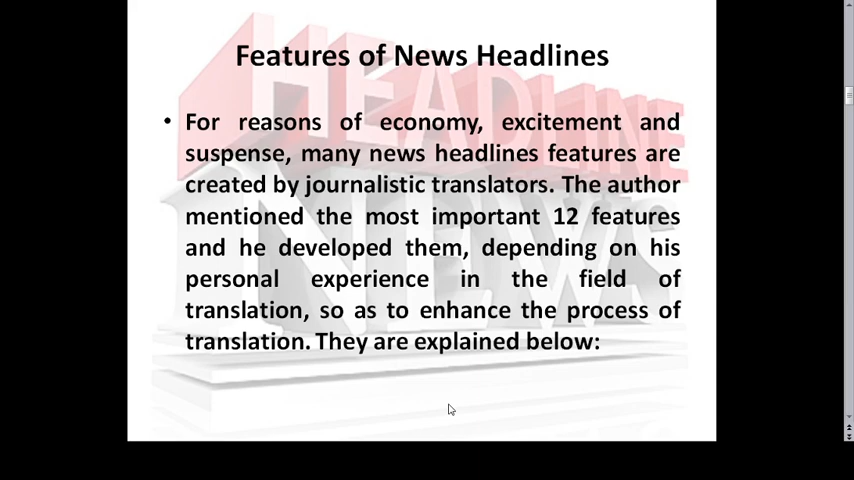 Features of News Headlines
• For reasons of economy, excitement and
suspense, many news headlines features are
created by journalistic translators. The author
mentioned the most important 12 features
and he developed them, depending on his
personal experience in the field of
translation, so as to enhance the process of
translation. They are explained below:
HEADLINE
NEWS